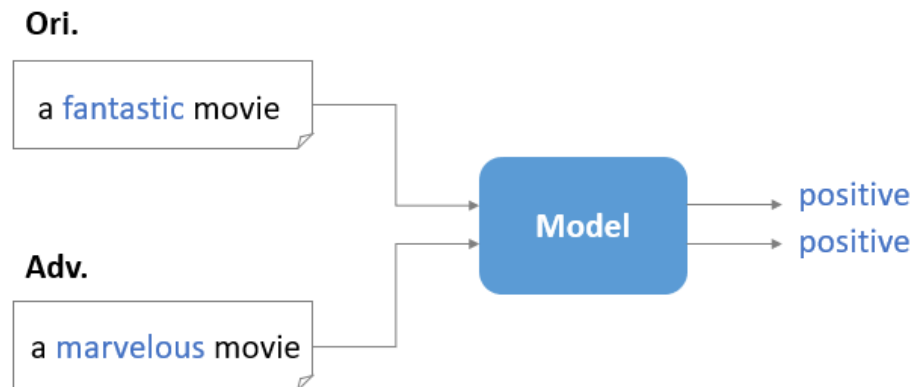 Ori.
a fantastic movie
Model
positive
positive
Adv.
a marvelous movie